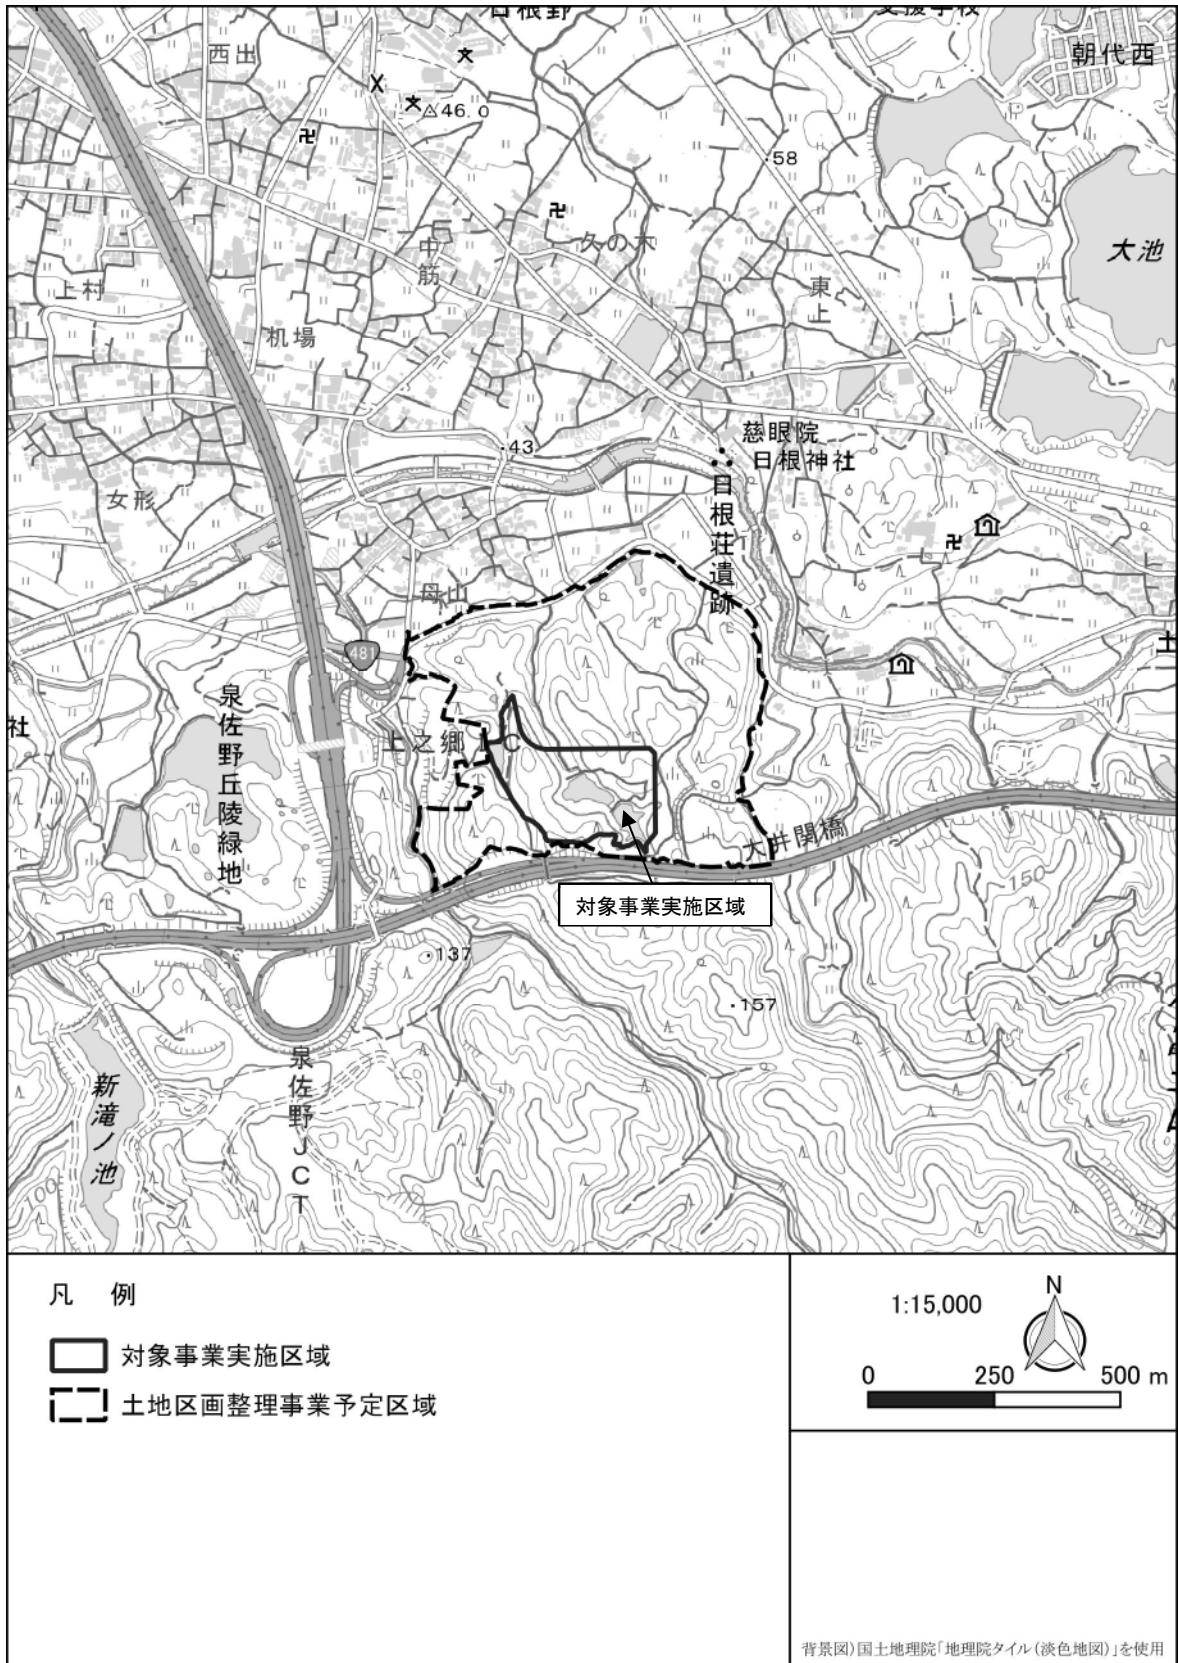 日根野
支援学校
西出
朝代西
46.0
58
久の木
中筋
大池
上村
東上
机場
慈眼院
日根神社
43
女形
日根荘遺跡
母山
481
土
泉佐野丘陵緑地
社
上之郷IC
大井関橋
対象事業実施区域
150
137
157
新滝ノ池
泉佐野JCT
100
凡 例
対象事業実施区域
土地区画整理事業予定区域
1:15,000
N
0 250 500 m
背景図)国土地理院「地理院タイル(淡色地図)」を使用